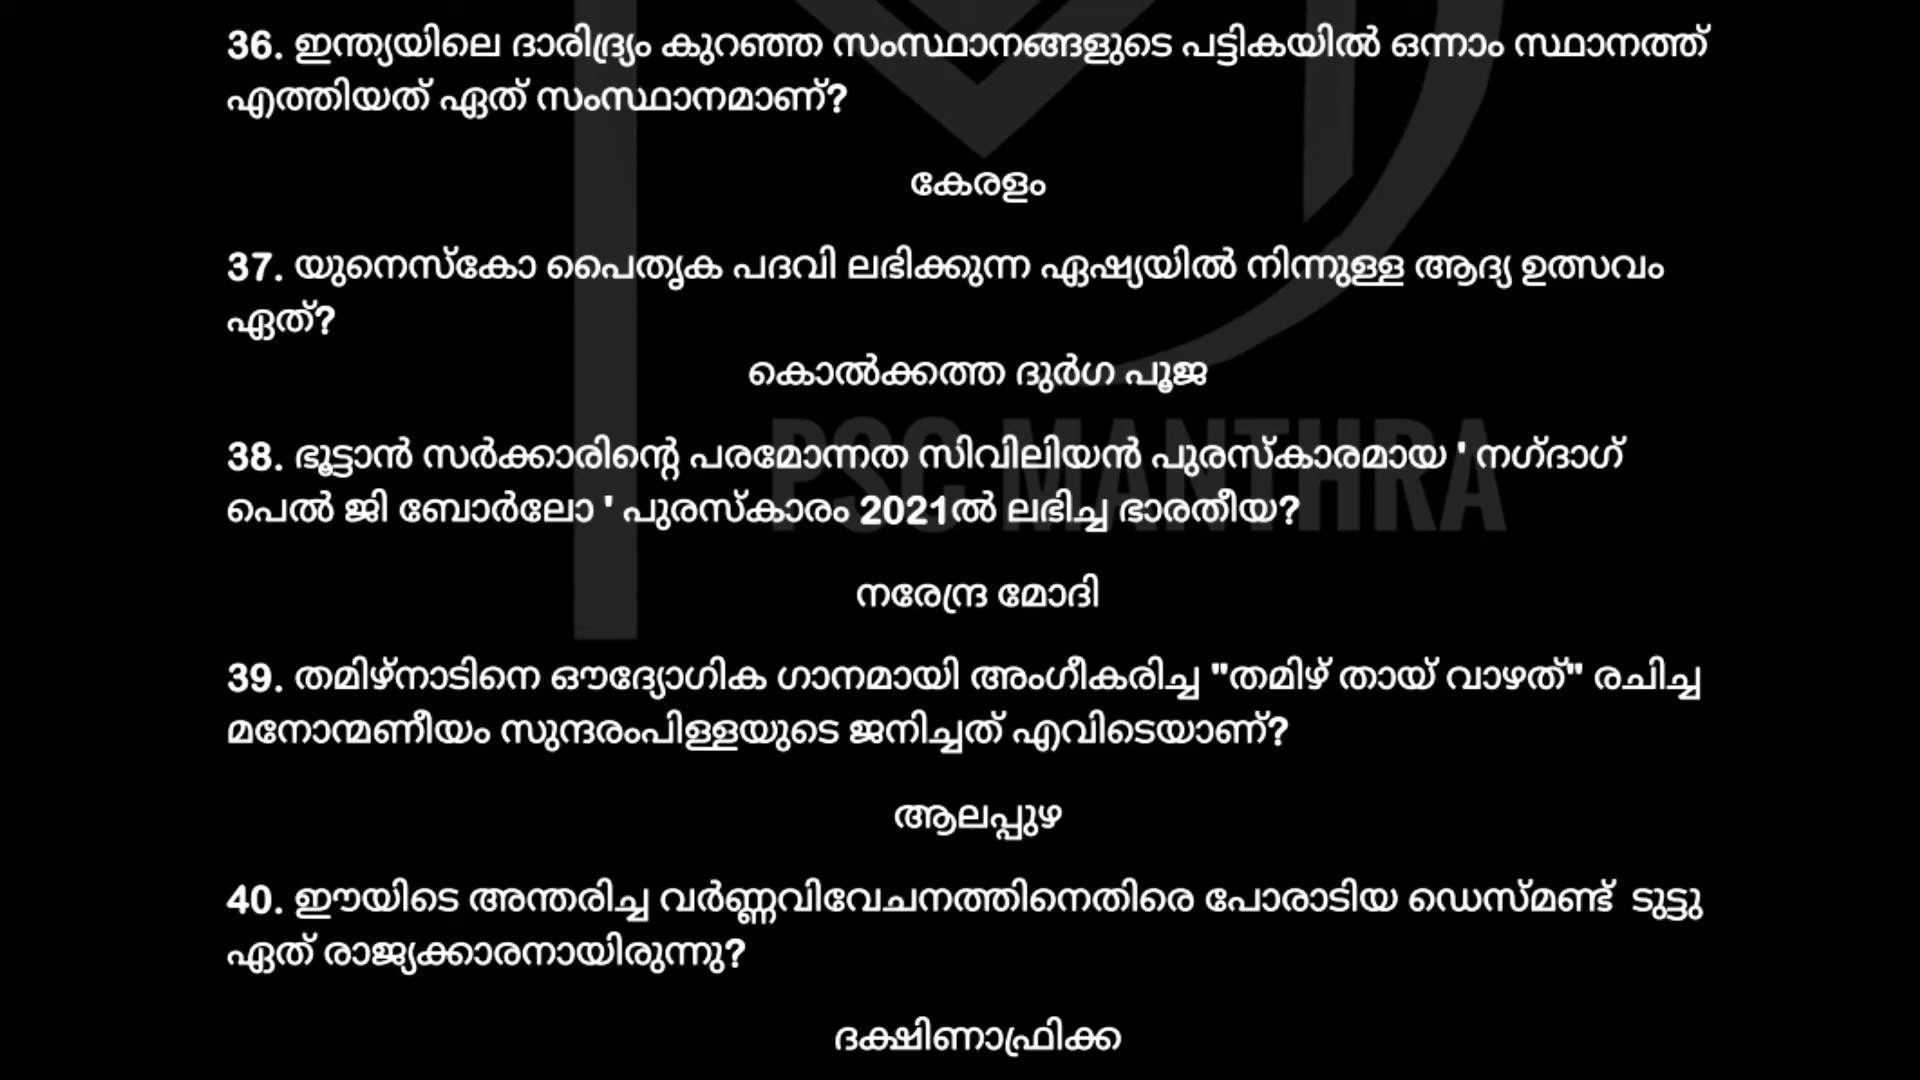 36. ഇന്ത്യയിലെ ദാരിദ്ര്യം കുറഞ്ഞ സംസ്ഥാനങ്ങളുടെ പട്ടികയിൽ ഒന്നാം സ്ഥാനത്ത്
എത്തിയത് ഏത് സംസ്ഥാനമാണ്?
കേരളം
37. യുനെസ്കോ പൈതൃക പദവി ലഭിക്കുന്ന ഏഷ്യയിൽ നിന്നുള്ള ആദ്യ ഉത്സവം
ഏത്?
കൊൽക്കത്ത ദുർഗ പൂജ
38. ഭൂട്ടാൻ സർക്കാരിന്റെ പരമോന്നത സിവിലിയൻ പുരസ്കാരമായ ' നഗ്ദാഗ്
പെൽ ജി ബോർലോ ' പുരസ്കാരം 2021ൽ ലഭിച്ച ഭാരതീയ?
PSC MANTHRA
നരേന്ദ്ര മോദി
39. തമിഴ്നാടിനെ ഔദ്യോഗിക ഗാനമായി അംഗീകരിച്ച "തമിഴ് തായ് വാഴത്" രചിച്ച
മനോന്മണീയം സുന്ദരംപിള്ളയുടെ ജനിച്ചത് എവിടെയാണ്?
ആലപ്പുഴ
40. ഈയിടെ അന്തരിച്ച വർണ്ണവിവേചനത്തിനെതിരെ പോരാടിയ ഡെസ്മണ്ട് ടുട്ടു
ഏത് രാജ്യക്കാരനായിരുന്നു?
ദക്ഷിണാഫ്രിക്ക